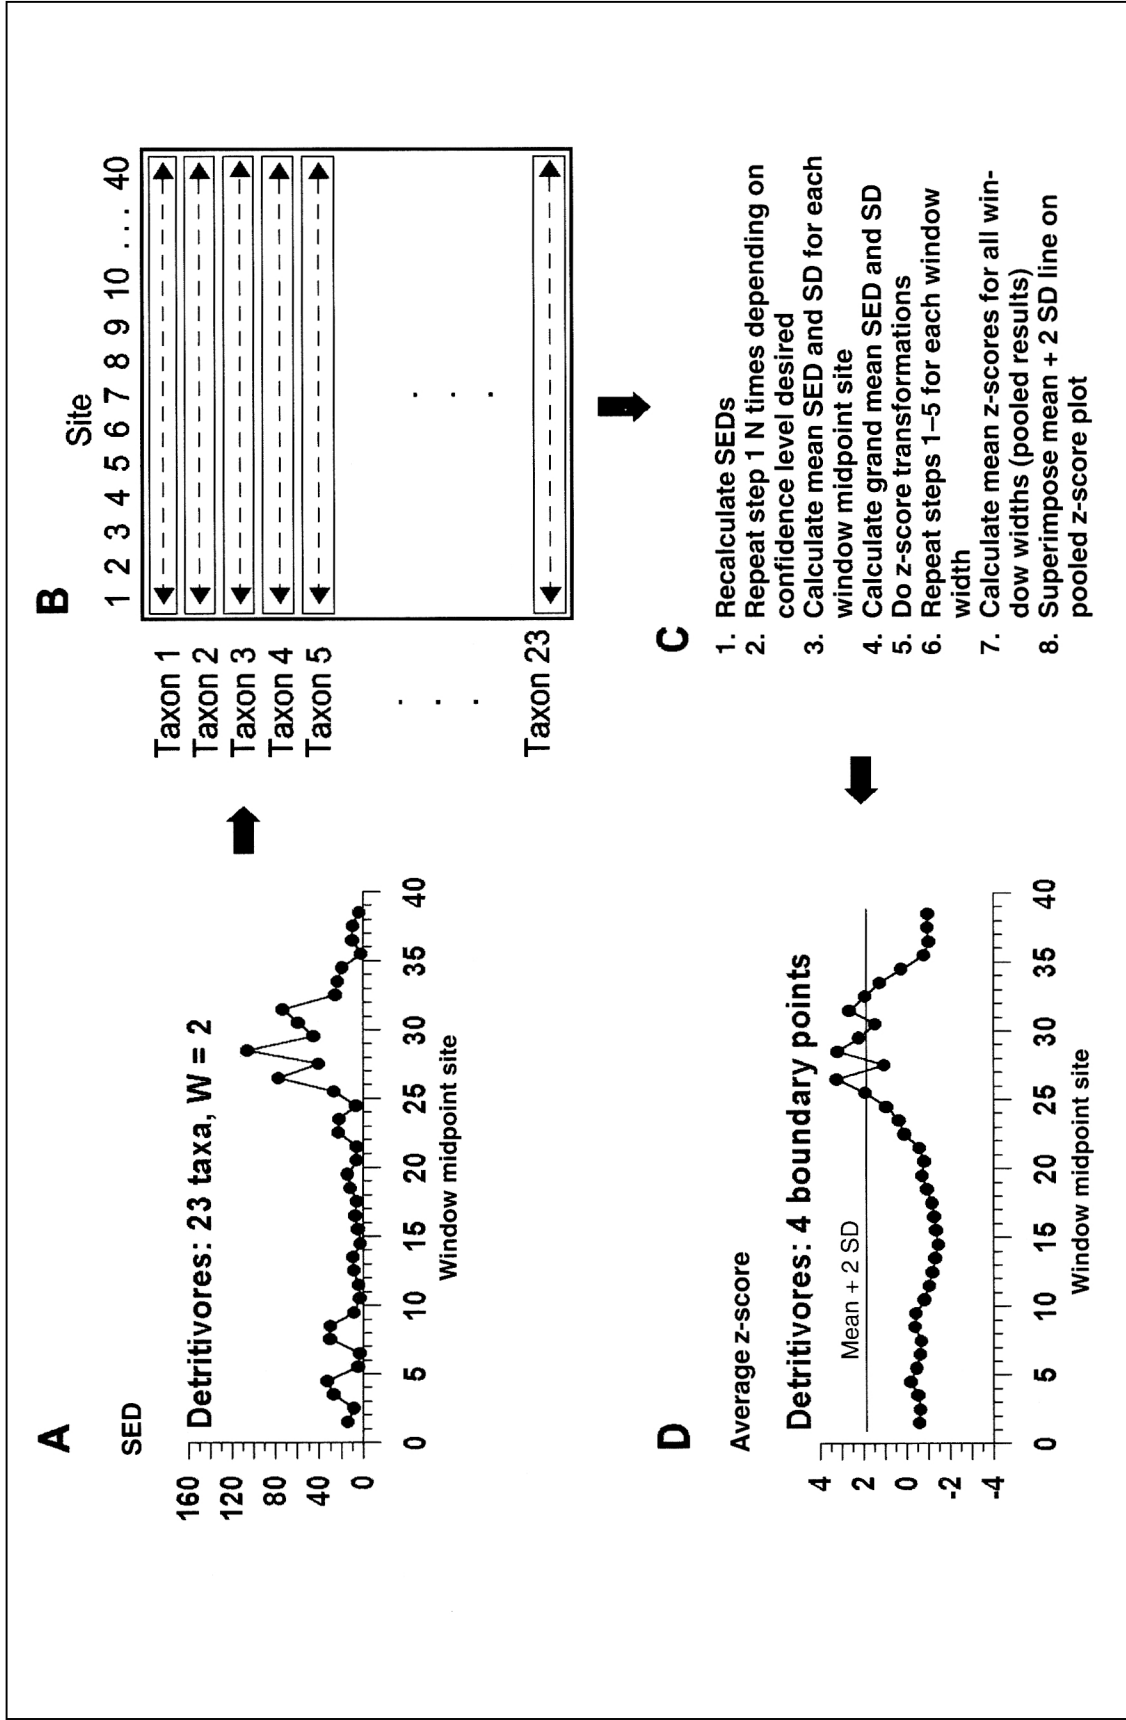 A
SED
Detritivores: 23 taxa, W = 2
160
120
80
40
0
0 5 10 15 20 25 30 35 40
Window midpoint site
B
Site
1 2 3 4 5 6 7 8 9 10 . . . 40
Taxon 1
Taxon 2
Taxon 3
Taxon 4
Taxon 5
. . .
. . .
Taxon 23
C
1. Recalculate SEDs
2. Repeat step 1 N times depending on
confidence level desired
3. Calculate mean SED and SD for each
window midpoint site
4. Calculate grand mean SED and SD
5. Do z-score transformations
6. Repeat steps 1–5 for each window
width
7. Calculate mean z-scores for all win-
dow widths (pooled results)
8. Superimpose mean + 2 SD line on
pooled z-score plot
D
Average z-score
Detritivores: 4 boundary points
Mean + 2 SD
4
2
0
-2
-4
0 5 10 15 20 25 30 35 40
Window midpoint site